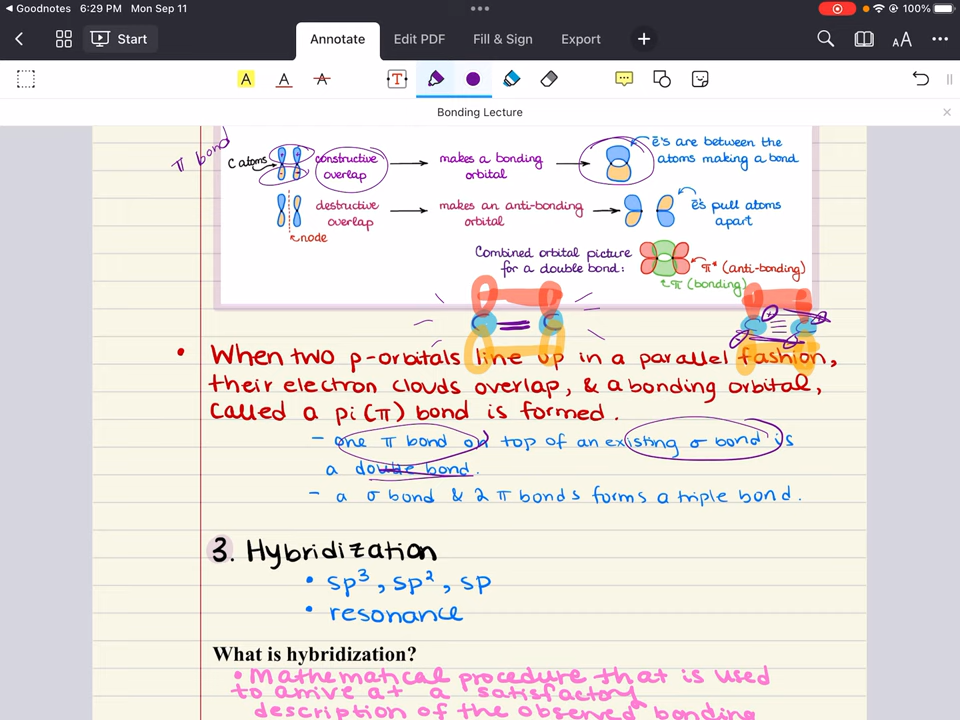 Goodnotes 6:29 PM Mon Sep 11 100%
Start Annotate Edit PDF Fill & Sign Export
A A A T AA
Bonding Lecture
π bond
C atoms constructive overlap makes a bonding orbital ē's are between the atoms making a bond
destructive overlap makes an anti-bonding orbital ē's pull atoms apart
node
Combined orbital picture
for a double bond:
π* (anti-bonding)
π (bonding)
C = C
C ≡ C
• When two p-orbitals line up in a parallel fashion,
their electron clouds overlap, & a bonding orbital,
called a pi (π) bond is formed.
- one π bond on top of an existing σ bond is
a double bond.
- a σ bond & 2 π bonds forms a triple bond.
3. Hybridization
• sp³, sp², sp
• resonance
What is hybridization?
• Mathematical procedure that is used
to arrive at a satisfactory
description of the observed bonding